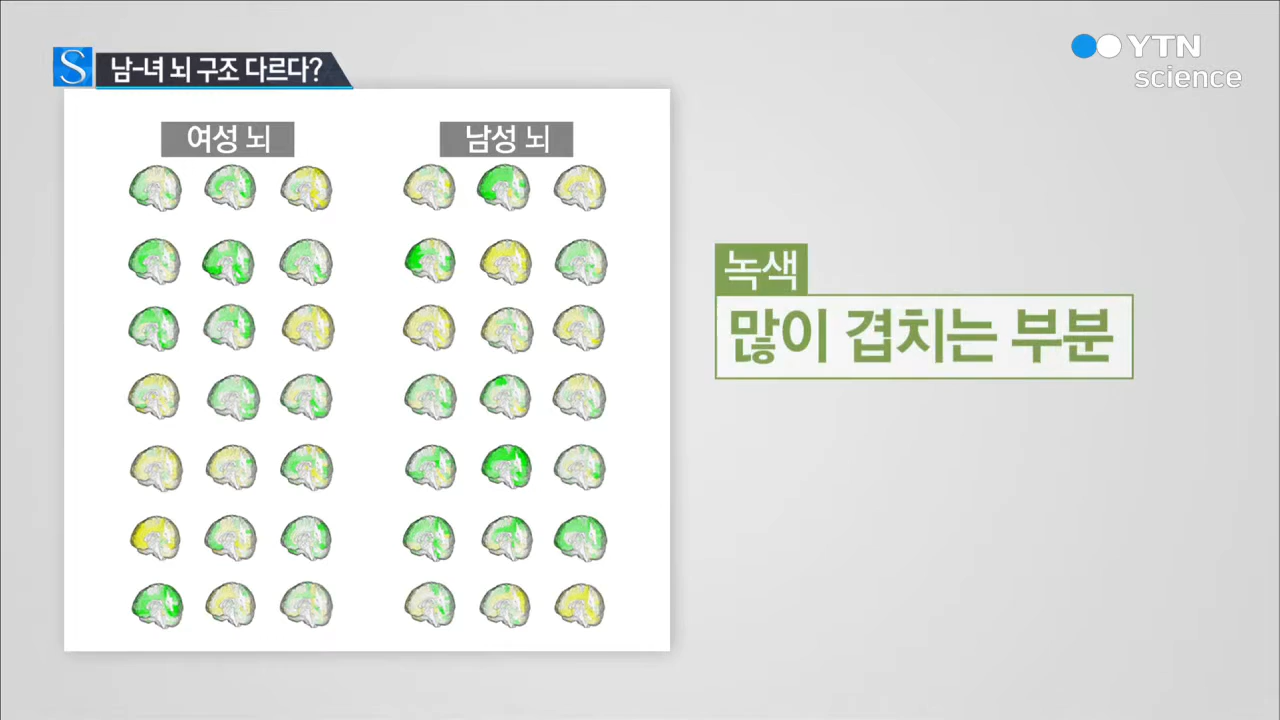 S 남-녀 뇌 구조 다르다?
YTN
science
여성 뇌
남성 뇌
녹색
많이 겹치는 부분